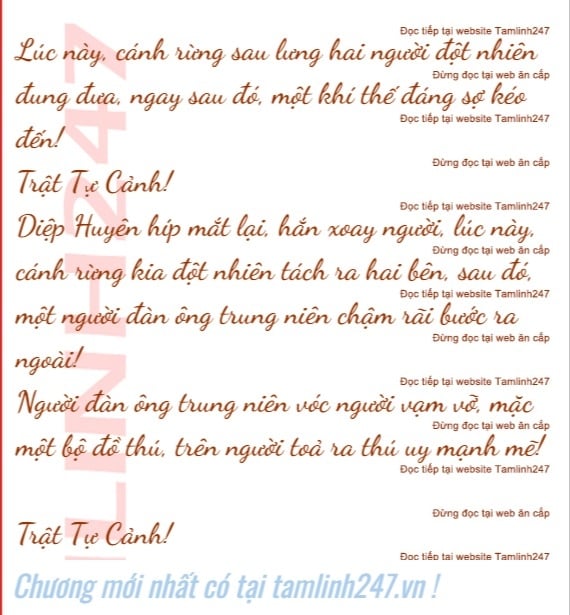 Đọc tiếp tại website Tamlinh247
Lúc này, cánh rừng sau lưng hai người đột nhiên
Đừng đọc tại web ăn cắp
đung đưa, ngay sau đó, một khí thế đáng sợ kéo
Đọc tiếp tại website Tamlinh247
đến!
Đừng đọc tại web ăn cắp
Trật Tự Cảnh!
Đọc tiếp tại website Tamlinh247
Diệp Huyên híp mắt lại, hắn xoay người, lúc này,
Đừng đọc tại web ăn cắp
cánh rừng kia đột nhiên tách ra hai bên, sau đó,
Đọc tiếp tại website Tamlinh247
một người đàn ông trung niên chậm rãi bước ra
Đừng đọc tại web ăn cắp
ngoài!
Đọc tiếp tại website Tamlinh247
Người đàn ông trung niên vóc người vạm vỡ, mặc
Đừng đọc tại web ăn cắp
một bộ đồ thú, trên người toả ra thú uy mạnh mẽ!
Đọc tiếp tại website Tamlinh247
Đừng đọc tại web ăn cắp
Trật Tự Cảnh!
Đọc tiếp tại website Tamlinh247
LINH247
Chương mới nhất có tại tamlinh247.vn !